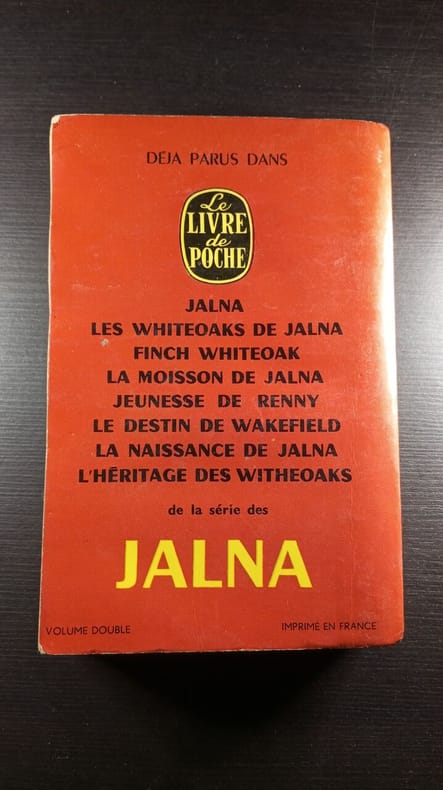 DEJA PARUS DANS
Le
LIVRE
de
POCHE
JALNA
LES WHITEOAKS DE JALNA
FINCH WHITEOAK
LA MOISSON DE JALNA
JEUNESSE DE RENNY
LE DESTIN DE WAKEFIELD
LA NAISSANCE DE JALNA
L'HÉRITAGE DES WITHEOAKS
de la série des
JALNA
VOLUME DOUBLE
IMPRIME EN FRANCE